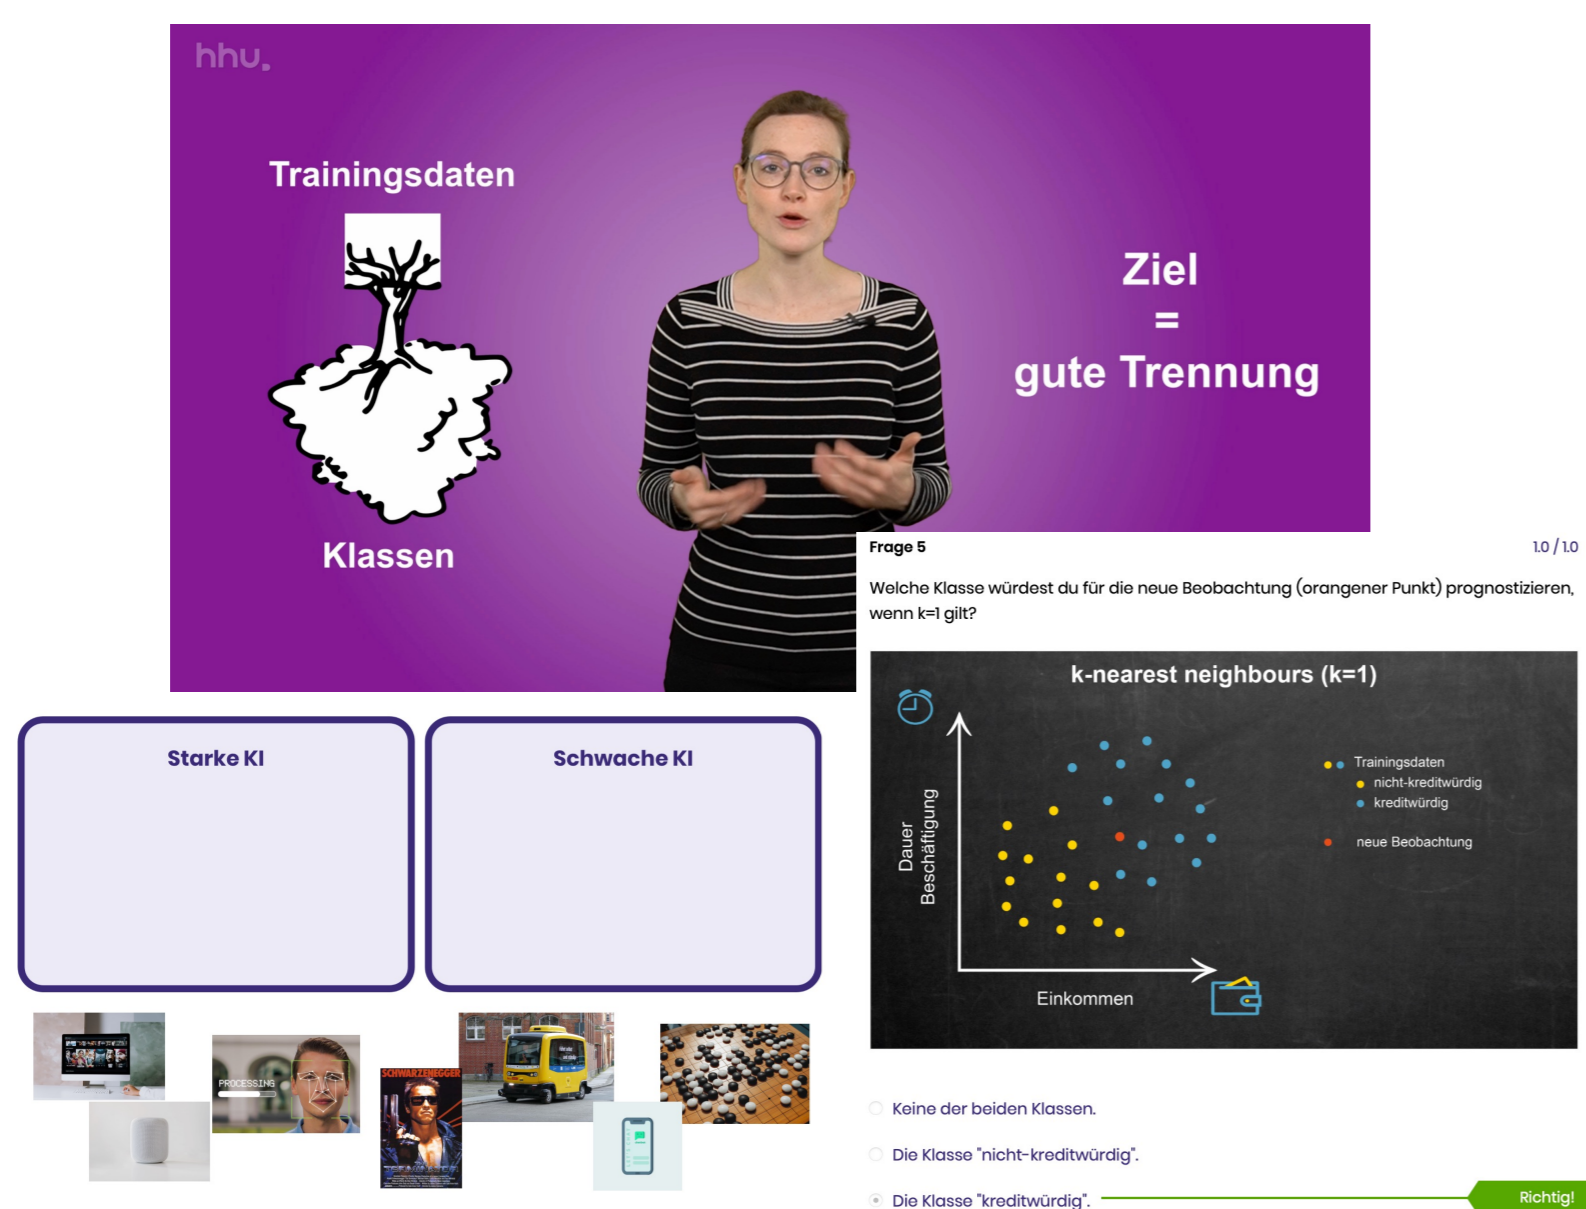 hhu.
Trainingsdaten
Klassen
Ziel
=
gute Trennung
Frage 5
1.0 / 1.0
Welche Klasse würdest du für die neue Beobachtung (orangener Punkt) prognostizieren,
wenn k=1 gilt?
k-nearest neighbours (k=1)
Dauer
Beschäftigung
Trainingsdaten
nicht-kreditwürdig
kreditwürdig
neue Beobachtung
Einkommen
Keine der beiden Klassen.
Die Klasse "nicht-kreditwürdig".
Die Klasse "kreditwürdig".
Richtig!
Starke KI
Schwache KI
PROCESSING
SCHWARZENEGGER